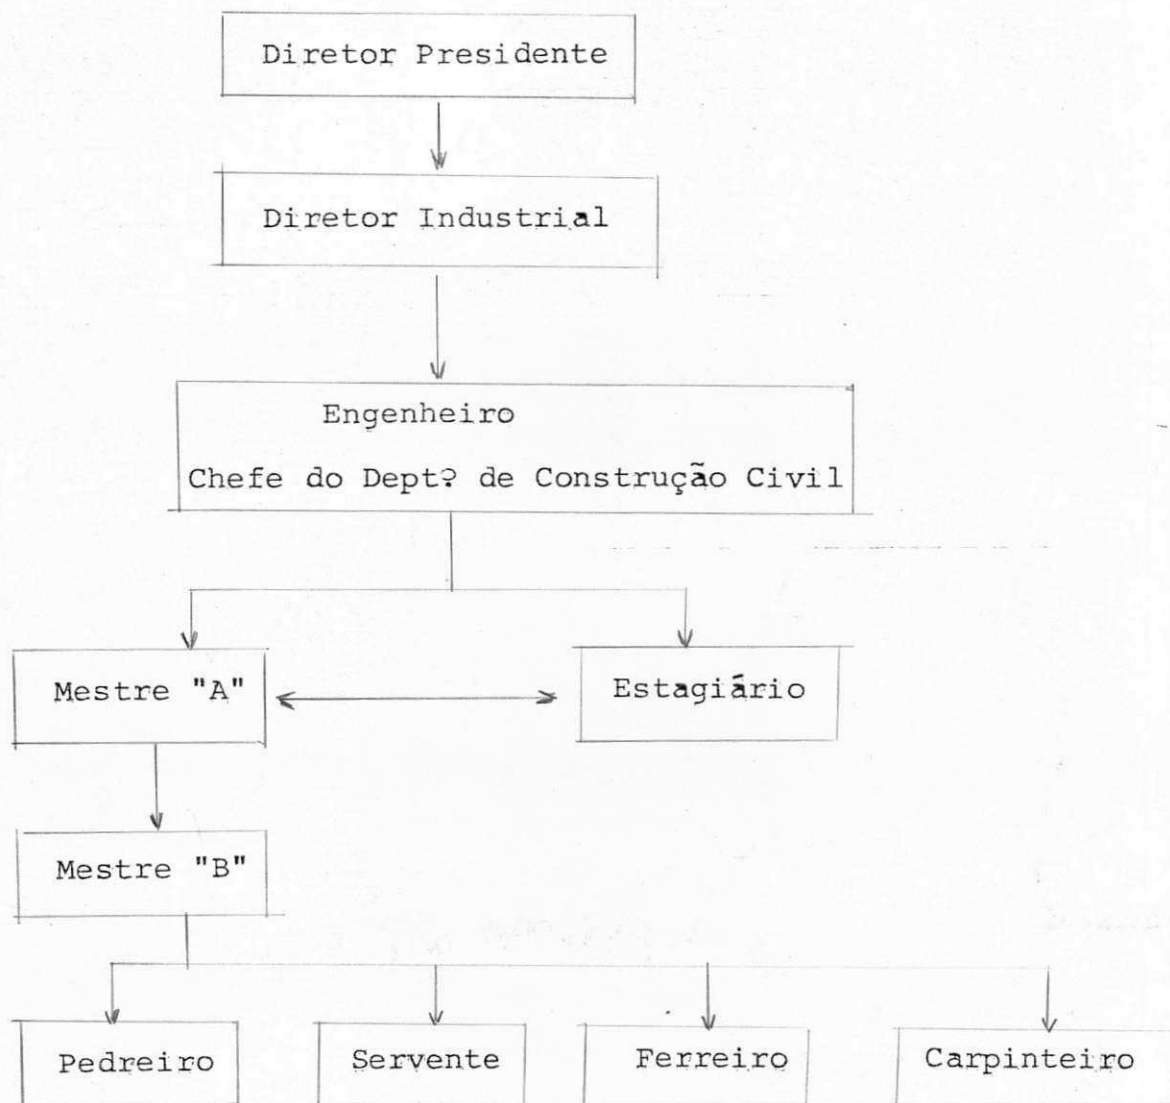 Diretor Presidente
Diretor Industrial
Engenheiro
Chefe do Dept? de Construção Civil
Mestre "A"
Estagiário
Mestre "B"
Pedreiro
Servente
Ferreiro
Carpinteiro